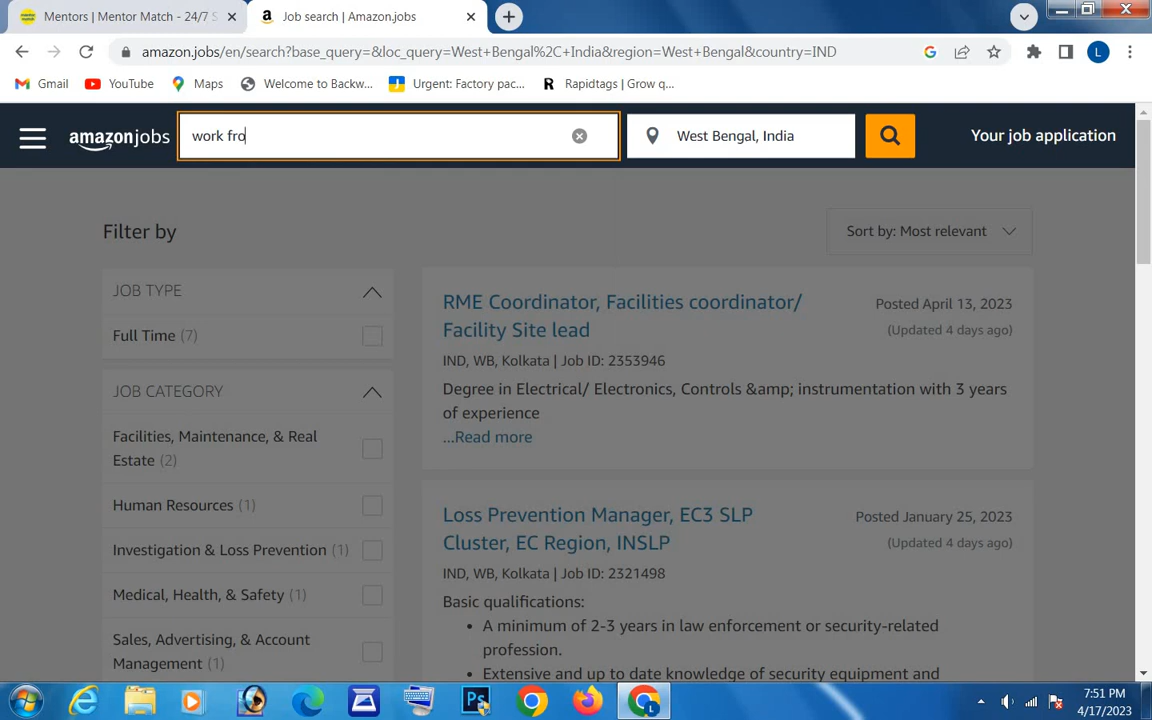 Mentors | Mentor Match - 24/7 S
Job search | Amazon.jobs
amazon.jobs/en/search?base_query=&loc_query=West+Bengal%2C+India&region=West+Bengal&country=IND
Gmail
YouTube
Maps
Welcome to Backw...
Urgent: Factory pac...
Rapidtags | Grow q...
L
amazonjobs
work fro
West Bengal, India
Your job application
Filter by
Sort by: Most relevant
JOB TYPE
Full Time (7)
JOB CATEGORY
Facilities, Maintenance, & Real
Estate (2)
Human Resources (1)
Investigation & Loss Prevention (1)
Medical, Health, & Safety (1)
Sales, Advertising, & Account
Management (1)
RME Coordinator, Facilities coordinator/
Facility Site lead
Posted April 13, 2023
(Updated 4 days ago)
IND, WB, Kolkata | Job ID: 2353946
Degree in Electrical/ Electronics, Controls &amp; instrumentation with 3 years
of experience
...Read more
Loss Prevention Manager, EC3 SLP
Cluster, EC Region, INSLP
Posted January 25, 2023
(Updated 4 days ago)
IND, WB, Kolkata | Job ID: 2321498
Basic qualifications:
• A minimum of 2-3 years in law enforcement or security-related
profession.
• Extensive and up to date knowledge of security equipment and
Ps
L
7:51 PM
4/17/2023